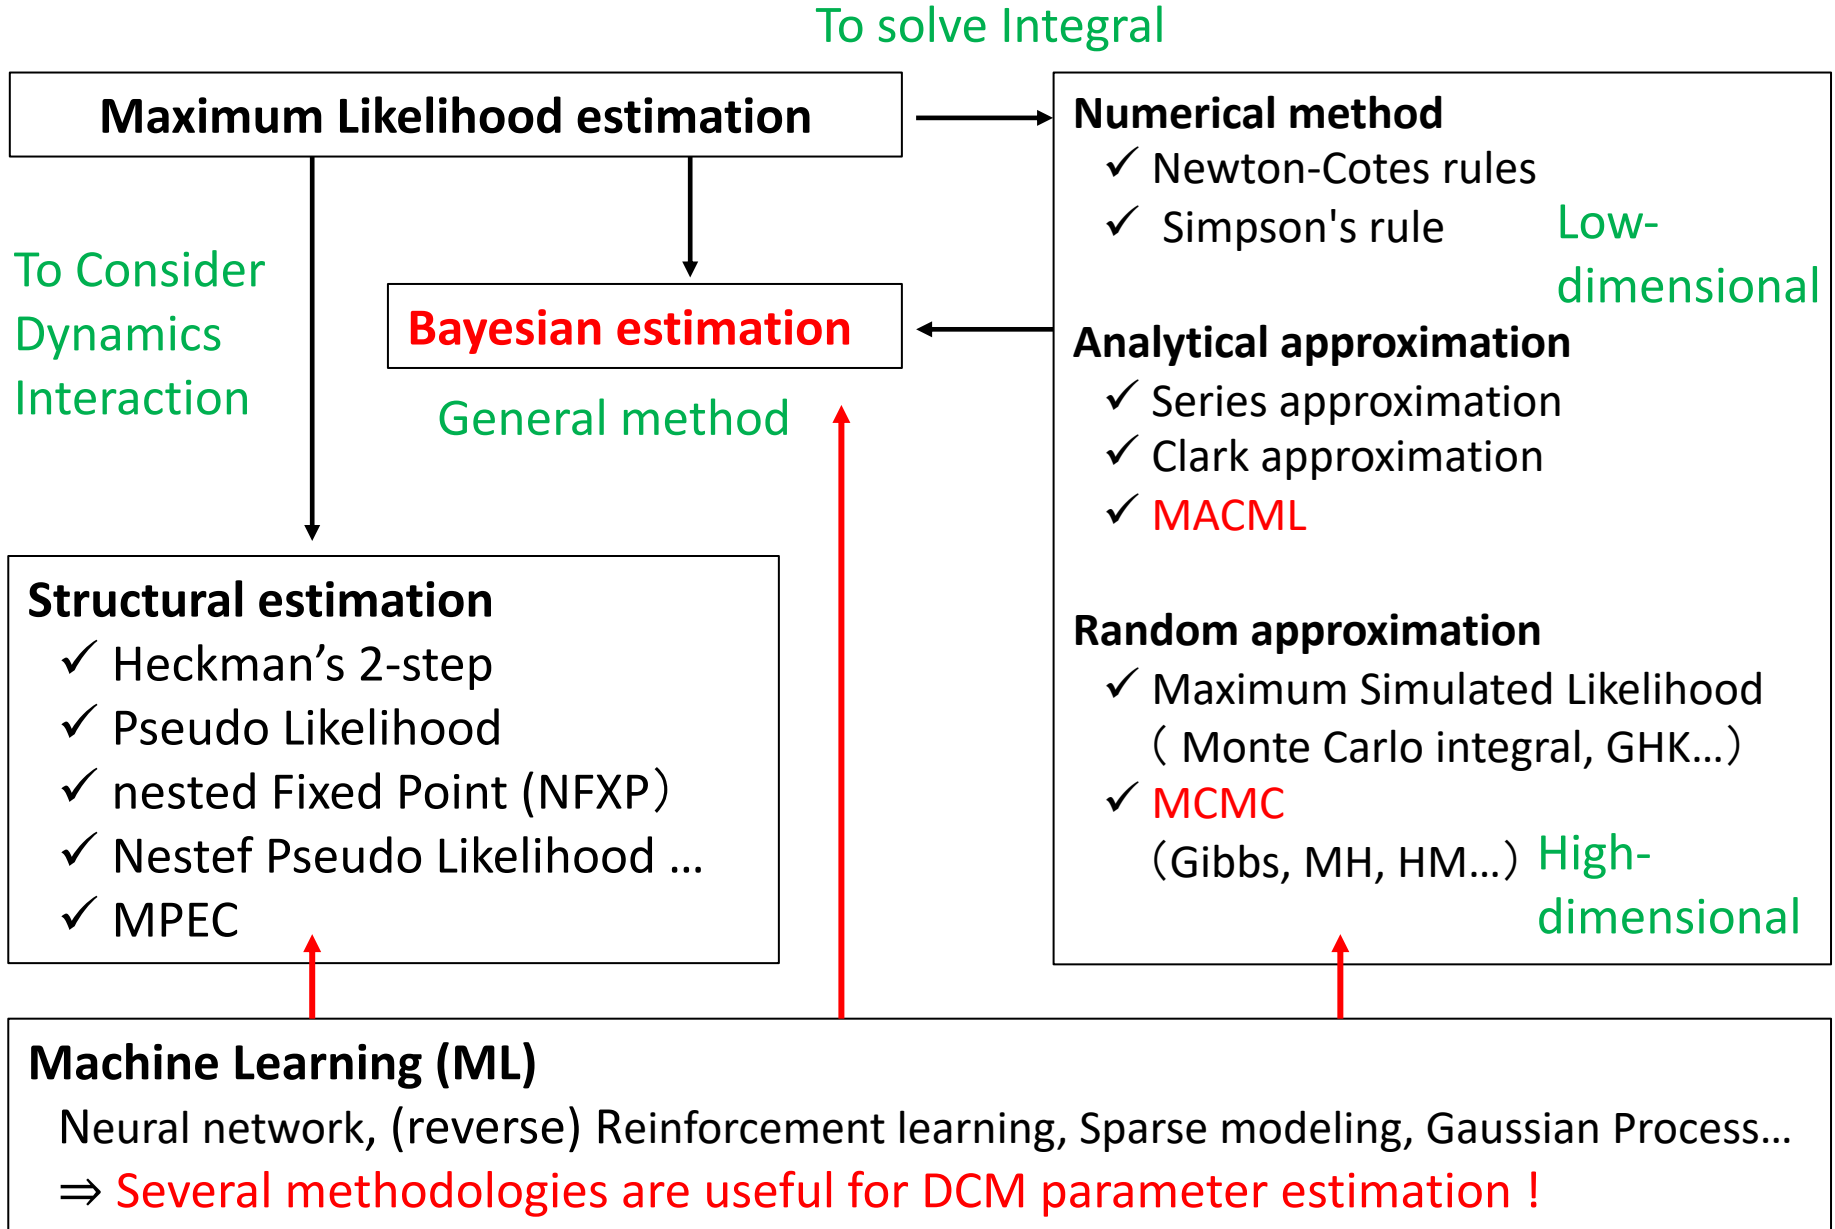 To solve Integral
Maximum Likelihood estimation
To Consider
Dynamics
Interaction
Bayesian estimation
General method
Numerical method
✓ Newton-Cotes rules
✓ Simpson's rule
Low-
dimensional
Analytical approximation
✓ Series approximation
✓ Clark approximation
✓ MACML
Random approximation
✓ Maximum Simulated Likelihood
（ Monte Carlo integral, GHK...）
✓ MCMC
（Gibbs, MH, HM...）
High-
dimensional
Structural estimation
✓ Heckman’s 2-step
✓ Pseudo Likelihood
✓ nested Fixed Point (NFXP）
✓ Nestef Pseudo Likelihood ...
✓ MPEC
Machine Learning (ML)
Neural network, (reverse) Reinforcement learning, Sparse modeling, Gaussian Process...
⇒ Several methodologies are useful for DCM parameter estimation !